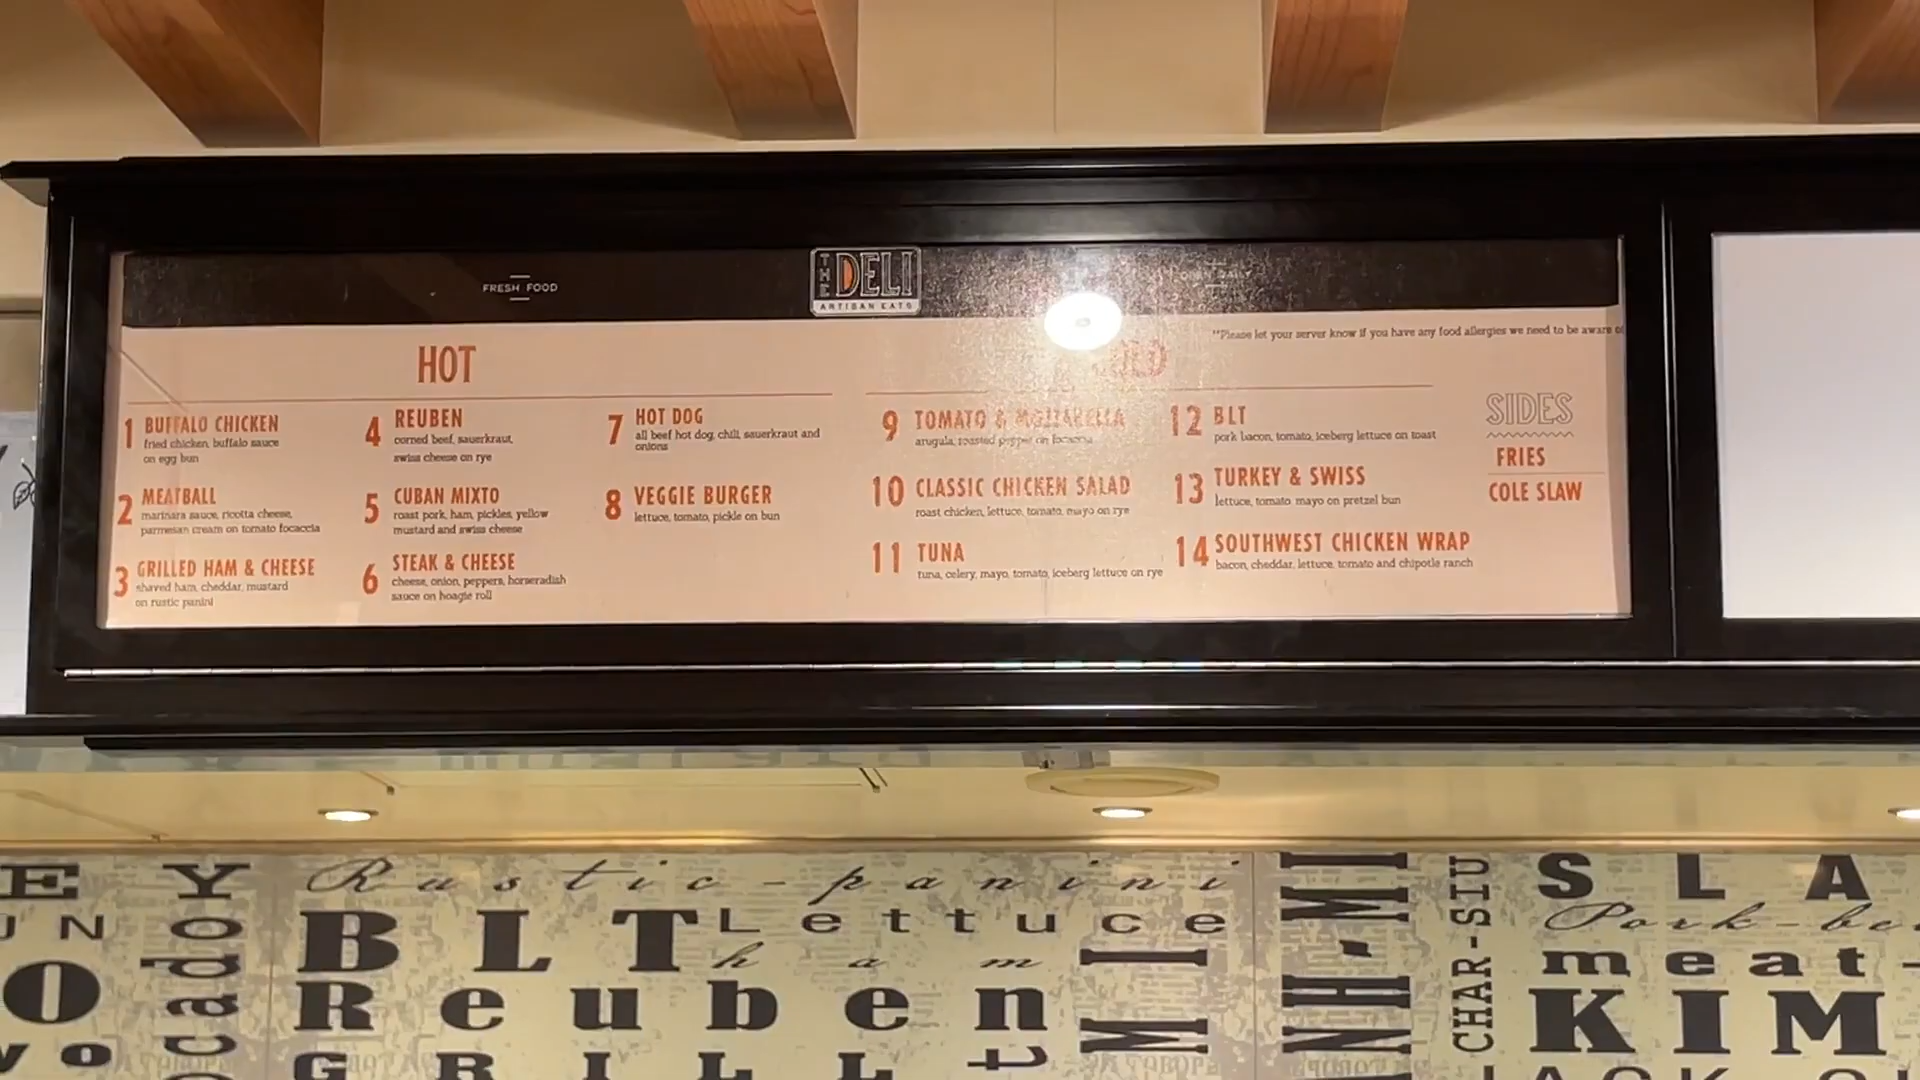 FRESH FOOD
THE DELI
ARTISAN EATS
DAILY
**Please let your server know if you have any food allergies we need to be aware of
HOT
1 BUFFALO CHICKEN
fried chicken, buffalo sauce
on egg bun
2 MEATBALL
marinara sauce, ricotta cheese,
parmesan cream on tomato focaccia
3 GRILLED HAM & CHEESE
shaved ham, cheddar, mustard
on rustic panini
4 REUBEN
corned beef, sauerkraut,
swiss cheese on rye
5 CUBAN MIXTO
roast pork, ham, pickles, yellow
mustard and swiss cheese
6 STEAK & CHEESE
cheese, onion, peppers, horseradish
sauce on hoagie roll
7 HOT DOG
all beef hot dog, chili, sauerkraut and
onions
8 VEGGIE BURGER
lettuce, tomato, pickle on bun
OLD
9 TOMATO & MOZZARELLA
arugula, roasted pepper on focaccia
10 CLASSIC CHICKEN SALAD
roast chicken, lettuce, tomato, mayo on rye
11 TUNA
tuna, celery, mayo, tomato, iceberg lettuce on rye
12 BLT
pork bacon, tomato, iceberg lettuce on toast
13 TURKEY & SWISS
lettuce, tomato mayo on pretzel bun
14 SOUTHWEST CHICKEN WRAP
bacon, cheddar, lettuce, tomato and chipotle ranch
SIDES
FRIES
COLE SLAW
Rustic-panini
BLT Lettuce
ham
Reuben
GRILL
CHAR-SIU
SLA
Pork-be
meat-
KIM